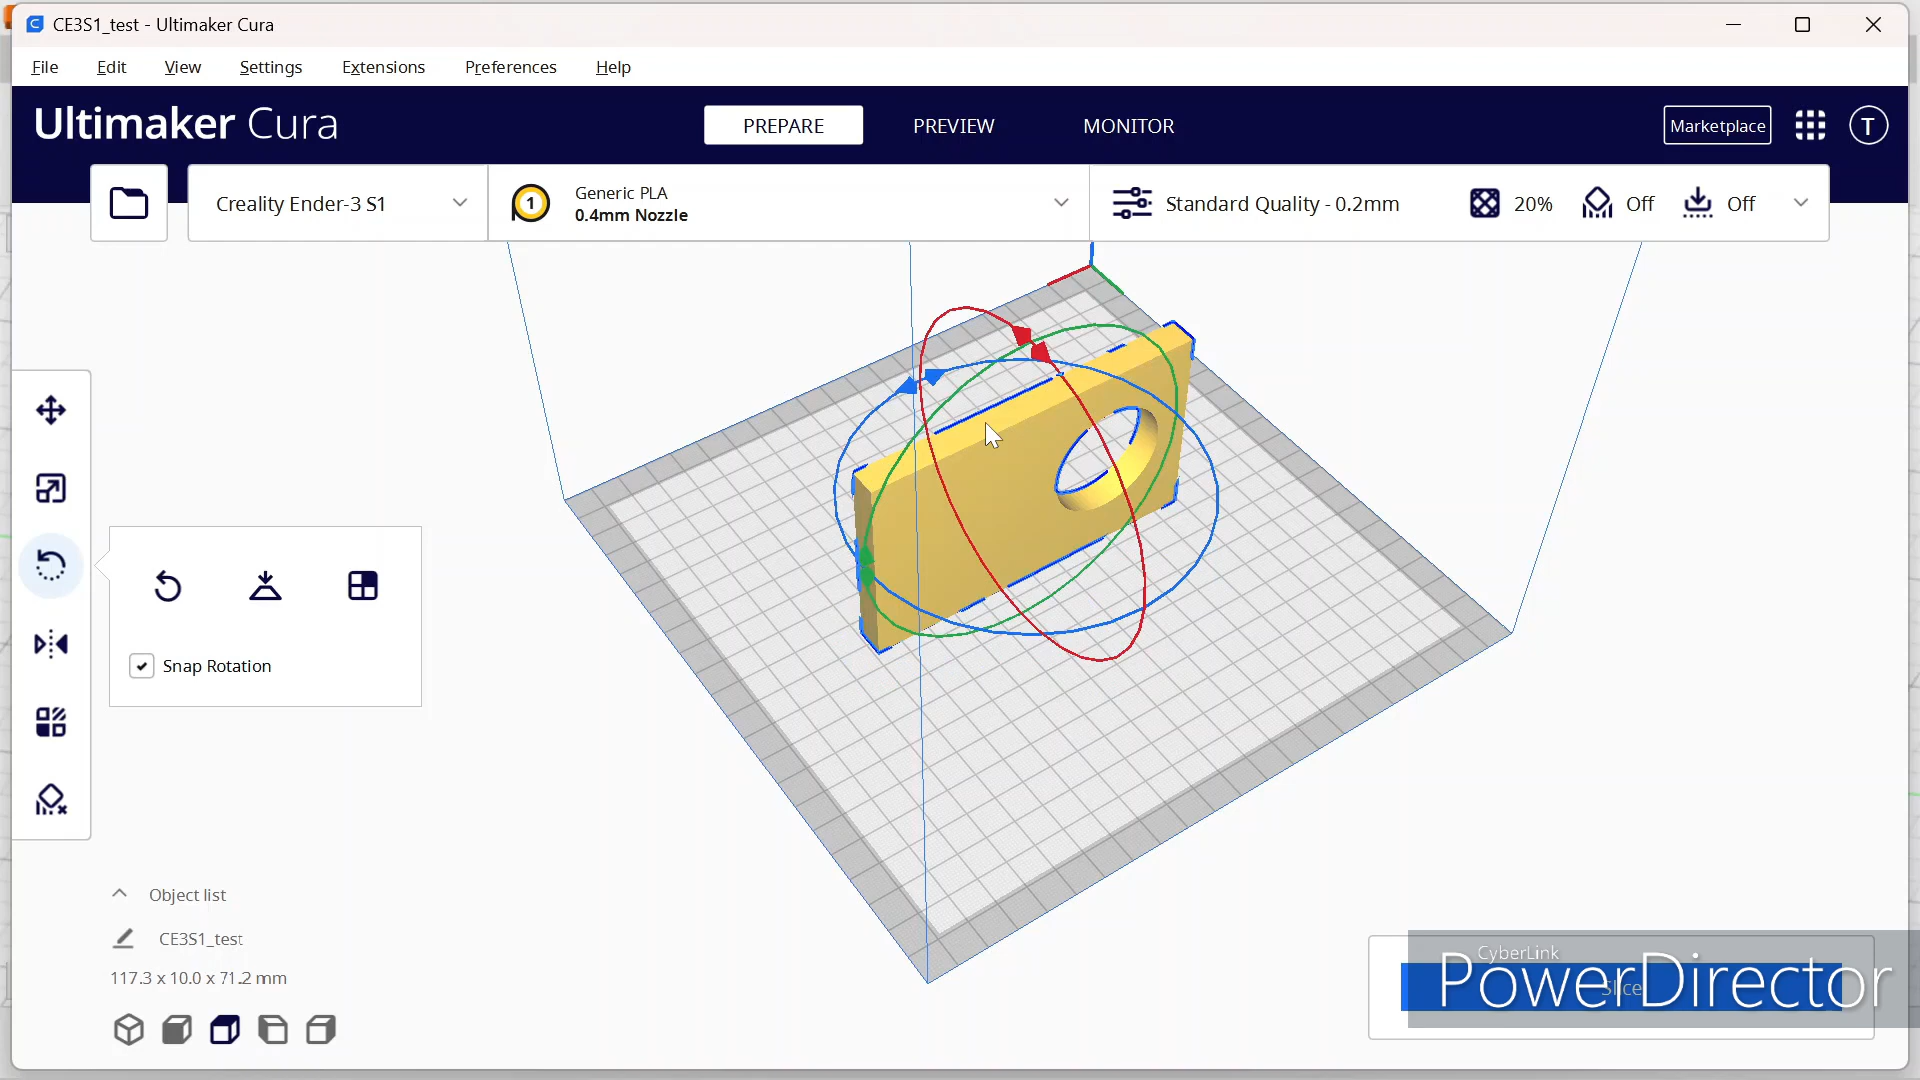 CE3S1_test - Ultimaker Cura
File Edit View Settings Extensions Preferences Help
Ultimaker Cura
PREPARE PREVIEW MONITOR
Marketplace
T
Creality Ender-3 S1
1
Generic PLA
0.4mm Nozzle
Standard Quality - 0.2mm
20%
Off
Off
Snap Rotation
Object list
CE3S1_test
117.3 x 10.0 x 71.2 mm
CyberLink
PowerDirector
Slice